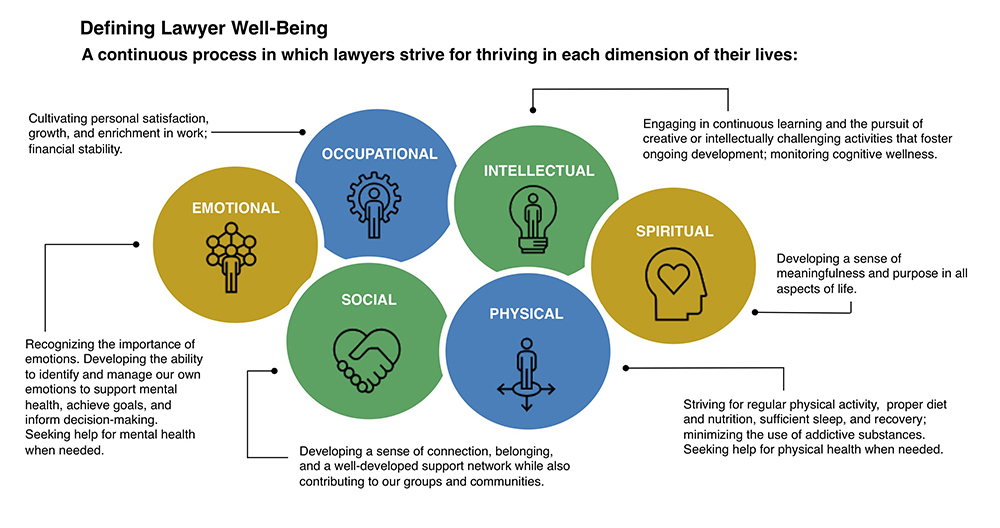 Defining Lawyer Well-Being
A continuous process in which lawyers strive for thriving in each dimension of their lives:
Cultivating personal satisfaction,
growth, and enrichment in work;
financial stability.
OCCUPATIONAL
INTELLECTUAL
Engaging in continuous learning and the pursuit of
creative or intellectually challenging activities that foster
ongoing development; monitoring cognitive wellness.
EMOTIONAL
SPIRITUAL
Developing a sense of
meaningfulness and purpose in all
aspects of life.
SOCIAL
PHYSICAL
Recognizing the importance of
emotions. Developing the ability
to identify and manage our own
emotions to support mental
health, achieve goals, and
inform decision-making.
Seeking help for mental health
when needed.
Developing a sense of connection, belonging,
and a well-developed support network while also
contributing to our groups and communities.
Striving for regular physical activity, proper diet
and nutrition, sufficient sleep, and recovery;
minimizing the use of addictive substances.
Seeking help for physical health when needed.